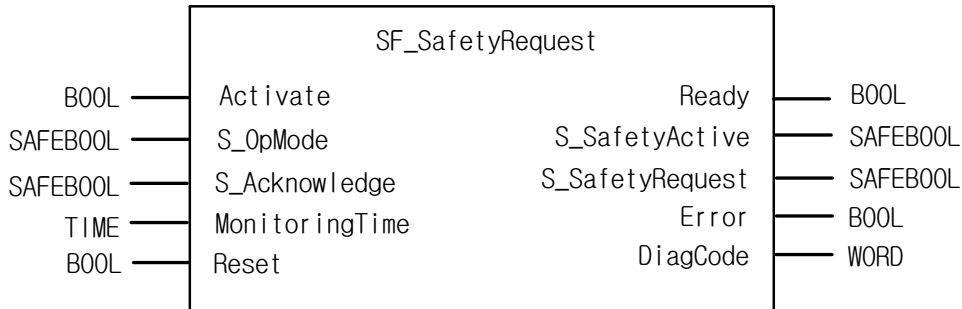 SF_SafetyRequest
BOOL Activate Ready BOOL
SAFEBOOL S_OpMode S_SafetyActive SAFEBOOL
SAFEBOOL S_Acknowledge S_SafetyRequest SAFEBOOL
TIME MonitoringTime Error BOOL
BOOL Reset DiagCode WORD